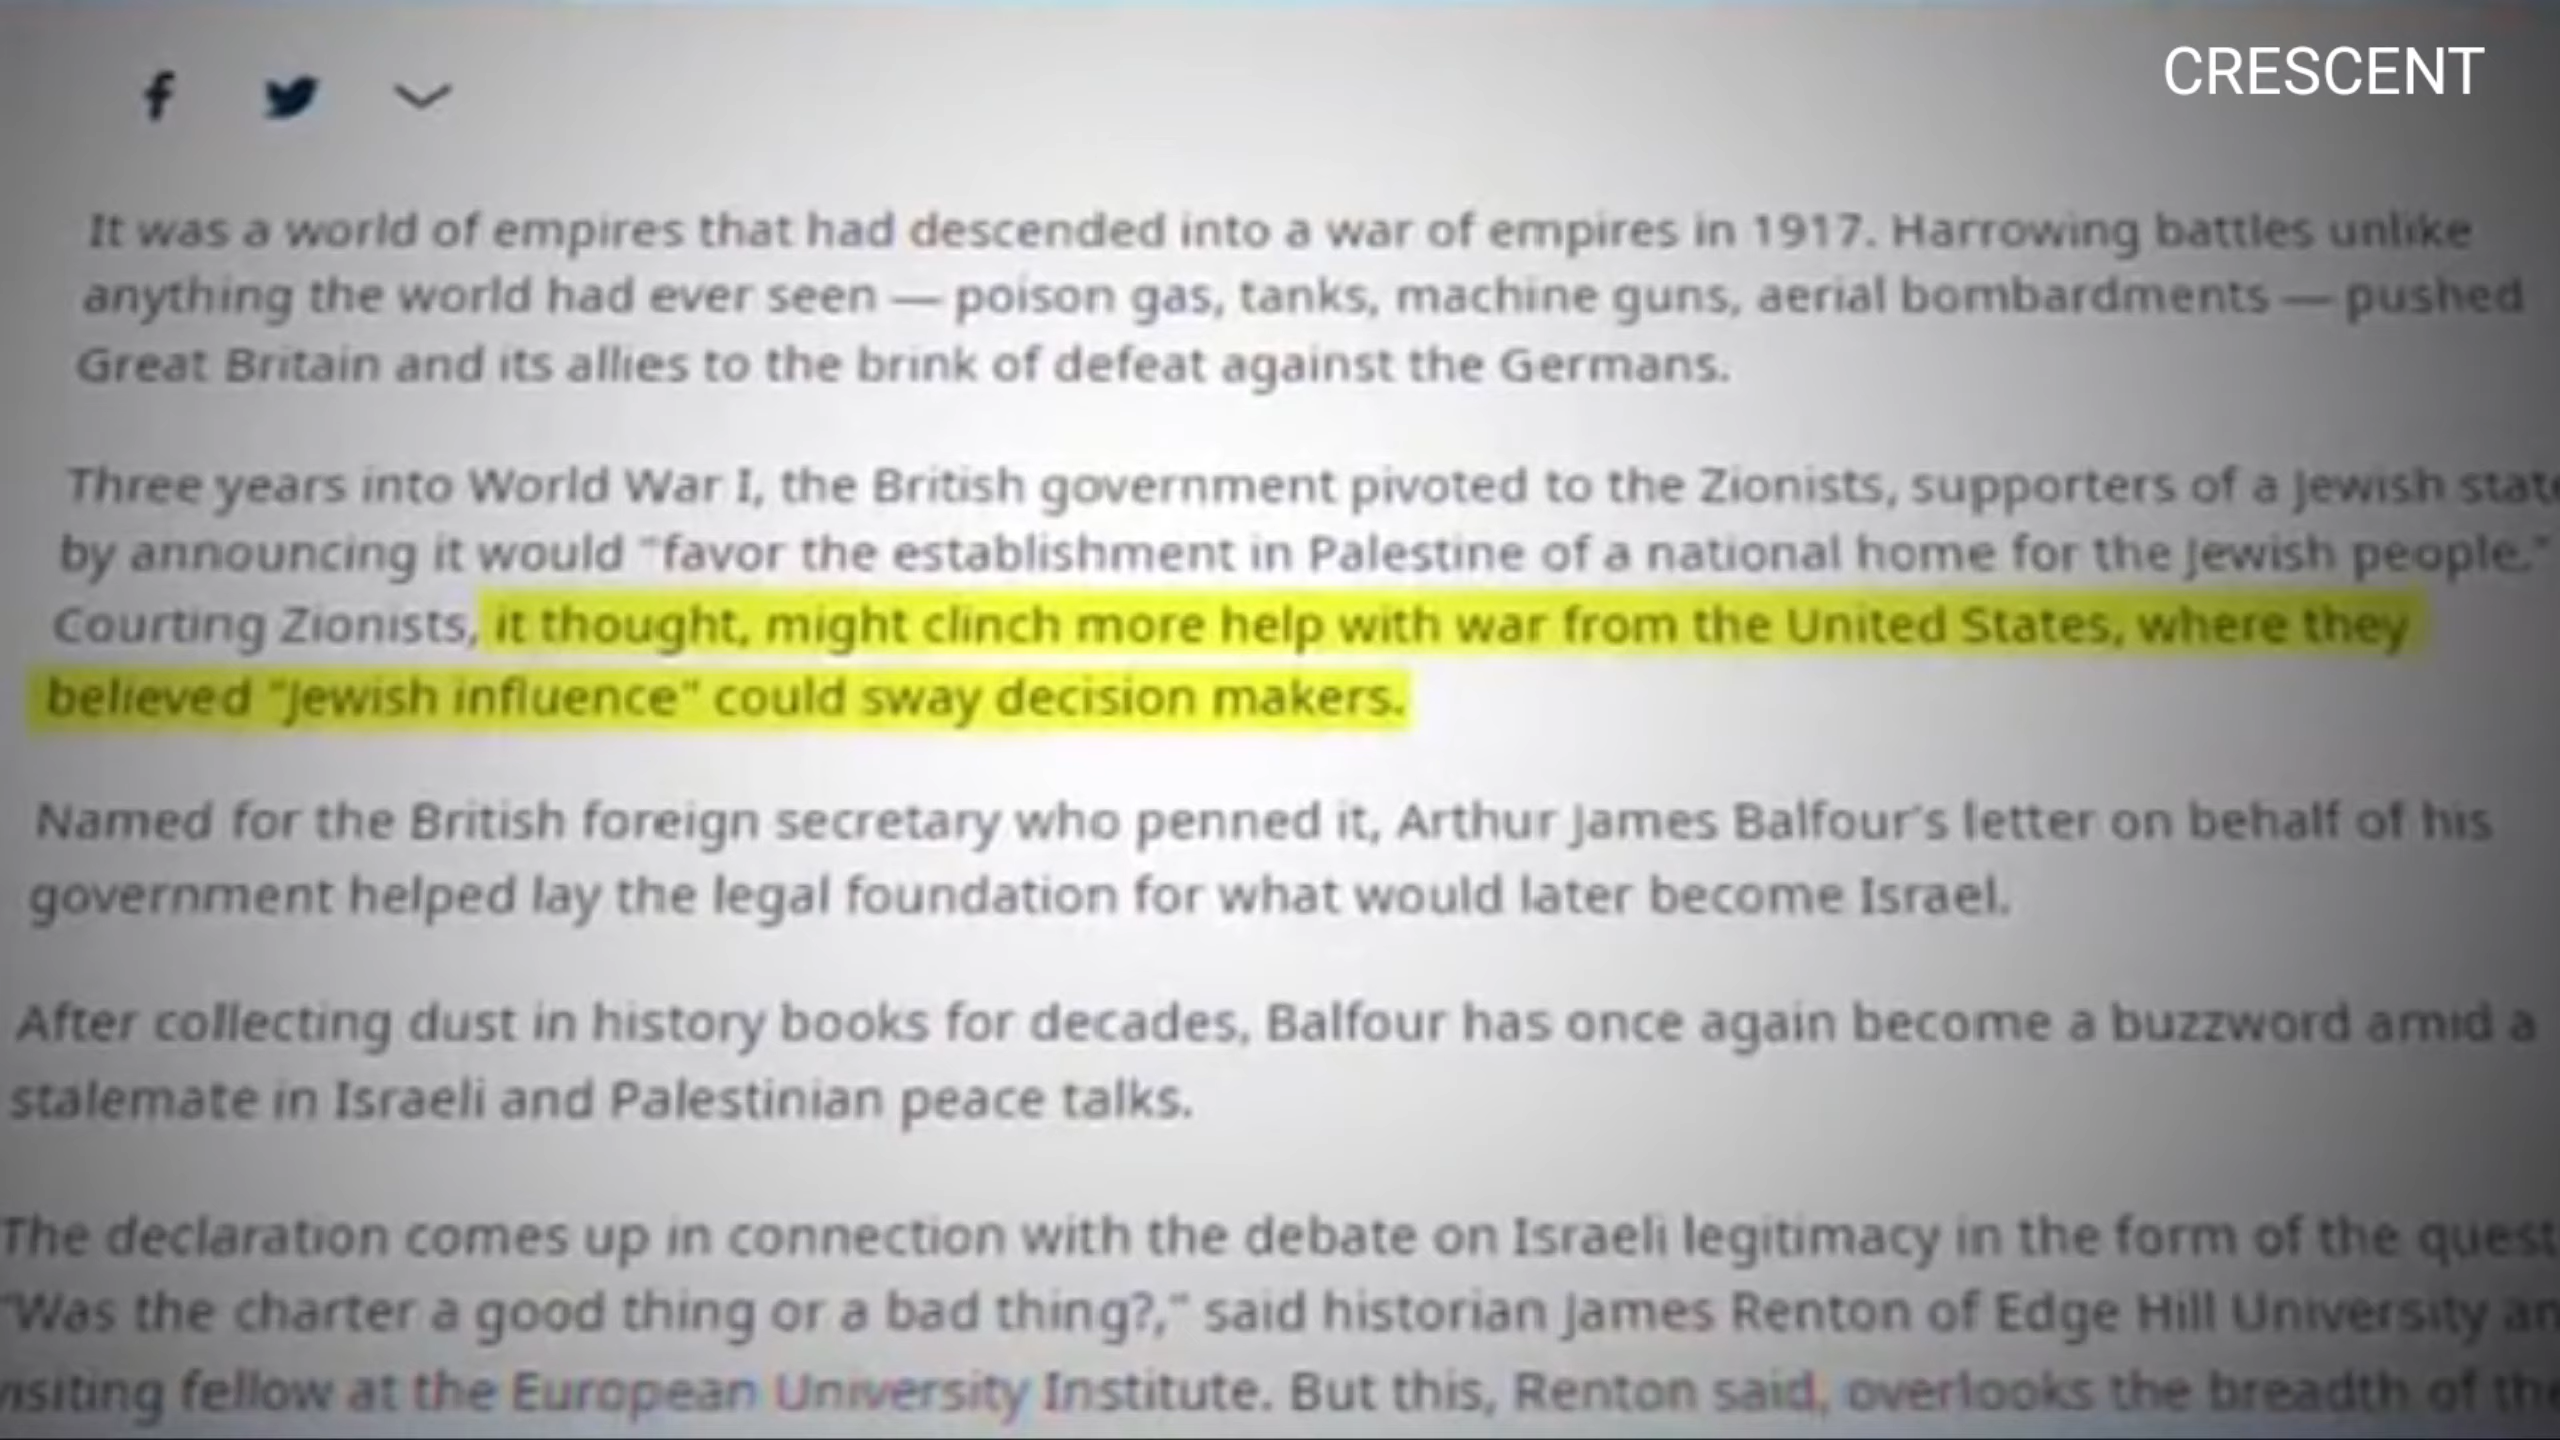 CRESCENT
It was a world of empires that had descended into a war of empires in 1917. Harrowing battles unlike
anything the world had ever seen — poison gas, tanks, machine guns, aerial bombardments — pushed
Great Britain and its allies to the brink of defeat against the Germans.
Three years into World War I, the British government pivoted to the Zionists, supporters of a Jewish state
by announcing it would "favor the establishment in Palestine of a national home for the Jewish people."
Courting Zionists, it thought, might clinch more help with war from the United States, where they
believed "Jewish influence" could sway decision makers.
Named for the British foreign secretary who penned it, Arthur James Balfour's letter on behalf of his
government helped lay the legal foundation for what would later become Israel.
After collecting dust in history books for decades, Balfour has once again become a buzzword amid a
stalemate in Israeli and Palestinian peace talks.
The declaration comes up in connection with the debate on Israeli legitimacy in the form of the quest
"Was the charter a good thing or a bad thing?," said historian James Renton of Edge Hill University an
visiting fellow at the European University Institute. But this, Renton said, overlooks the breadth of the